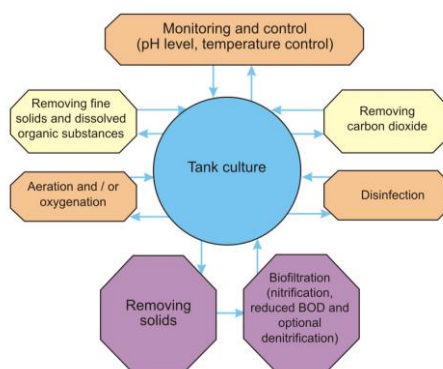 Monitoring and control
(pH level, temperature control)
Removing fine
solids and dissolved
organic substances
Removing
carbon dioxide
Tank culture
Aeration and / or
oxygenation
Disinfection
Removing
solids
Biofiltration
(nitrification,
reduced BOD and
optional
denitrification)